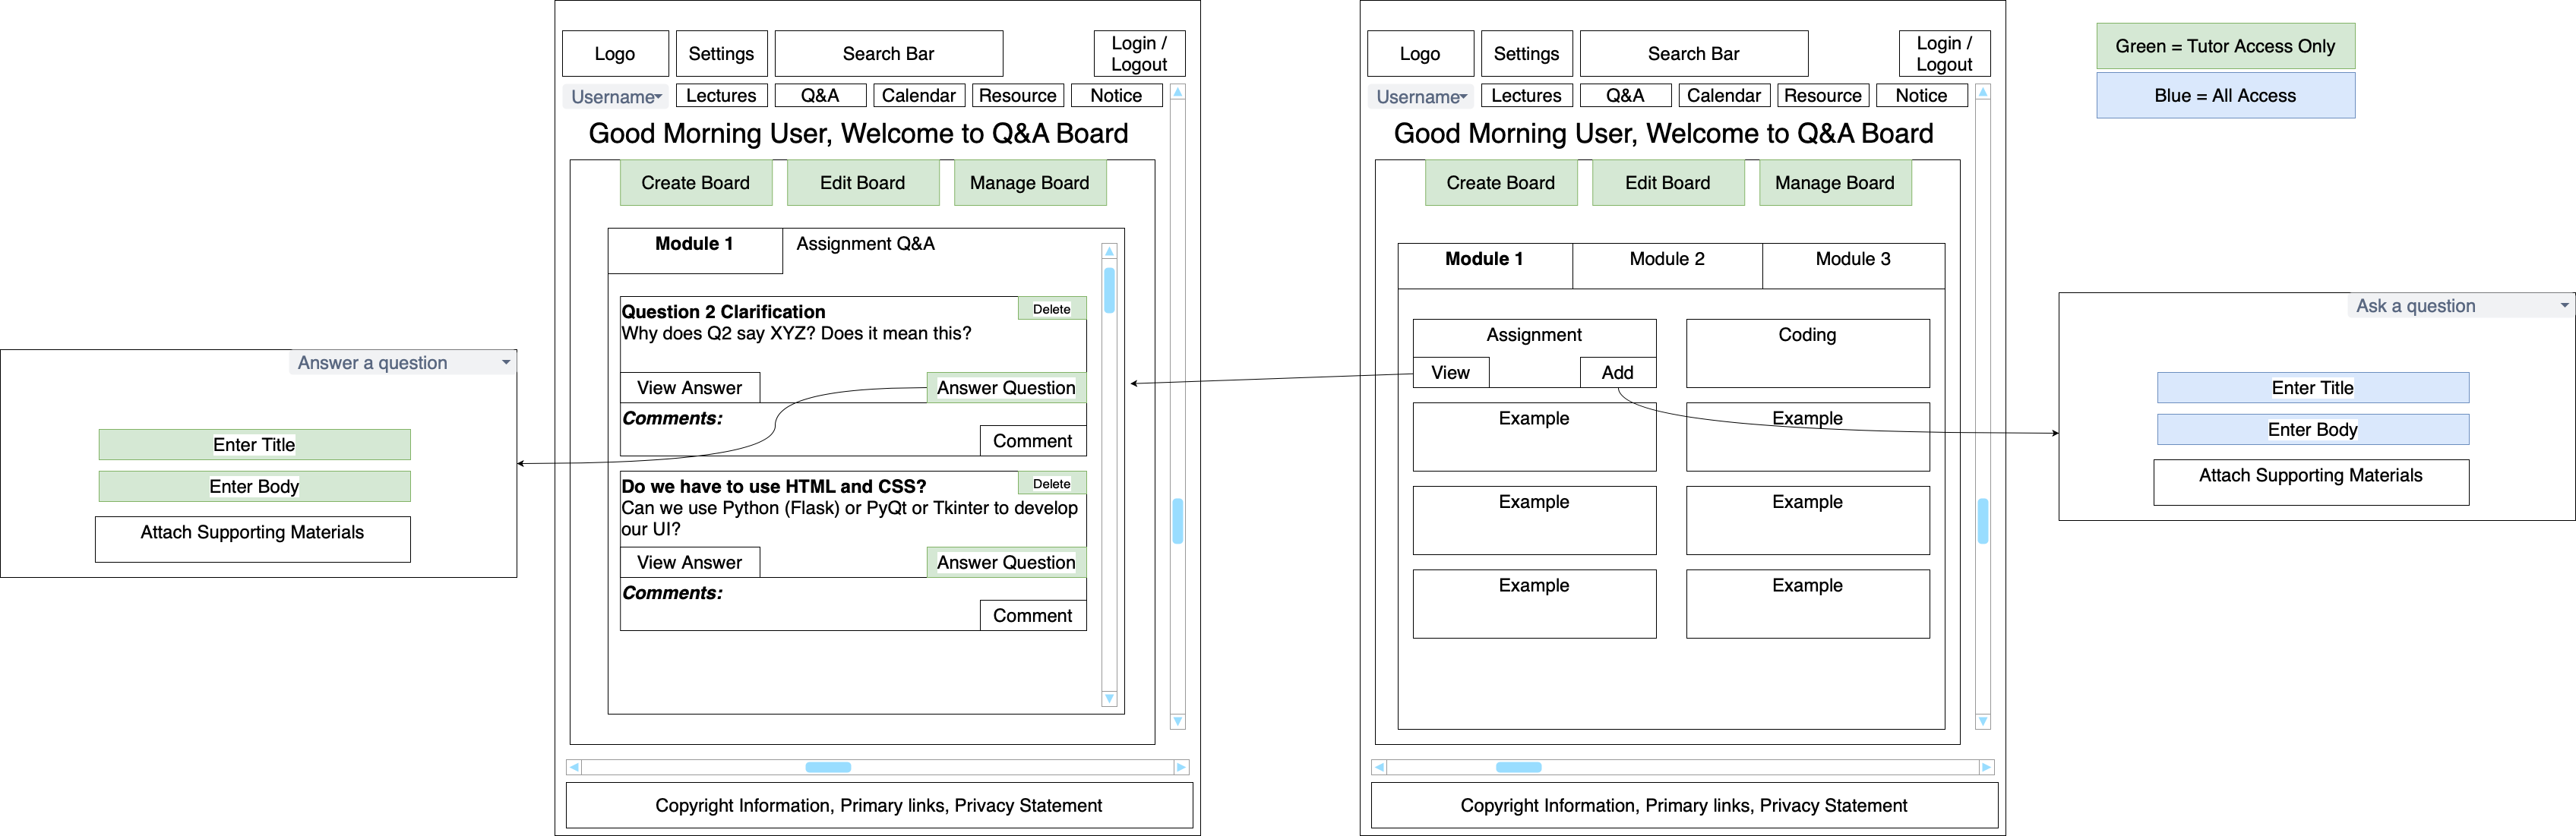 Answer a question
Enter Title
Enter Body
Attach Supporting Materials
Logo
Settings
Search Bar
Login /
Logout
Username
Lectures
Q&A
Calendar
Resource
Notice
Good Morning User, Welcome to Q&A Board
Create Board
Edit Board
Manage Board
Module 1
Assignment Q&A
Question 2 Clarification
Delete
Why does Q2 say XYZ? Does it mean this?
View Answer
Answer Question
Comments:
Comment
Do we have to use HTML and CSS?
Delete
Can we use Python (Flask) or PyQt or Tkinter to develop
our UI?
View Answer
Answer Question
Comments:
Comment
Copyright Information, Primary links, Privacy Statement
Logo
Settings
Search Bar
Login /
Logout
Username
Lectures
Q&A
Calendar
Resource
Notice
Good Morning User, Welcome to Q&A Board
Create Board
Edit Board
Manage Board
Module 1
Module 2
Module 3
Assignment
View
Add
Coding
Example
Example
Example
Example
Example
Example
Copyright Information, Primary links, Privacy Statement
Green = Tutor Access Only
Blue = All Access
Ask a question
Enter Title
Enter Body
Attach Supporting Materials